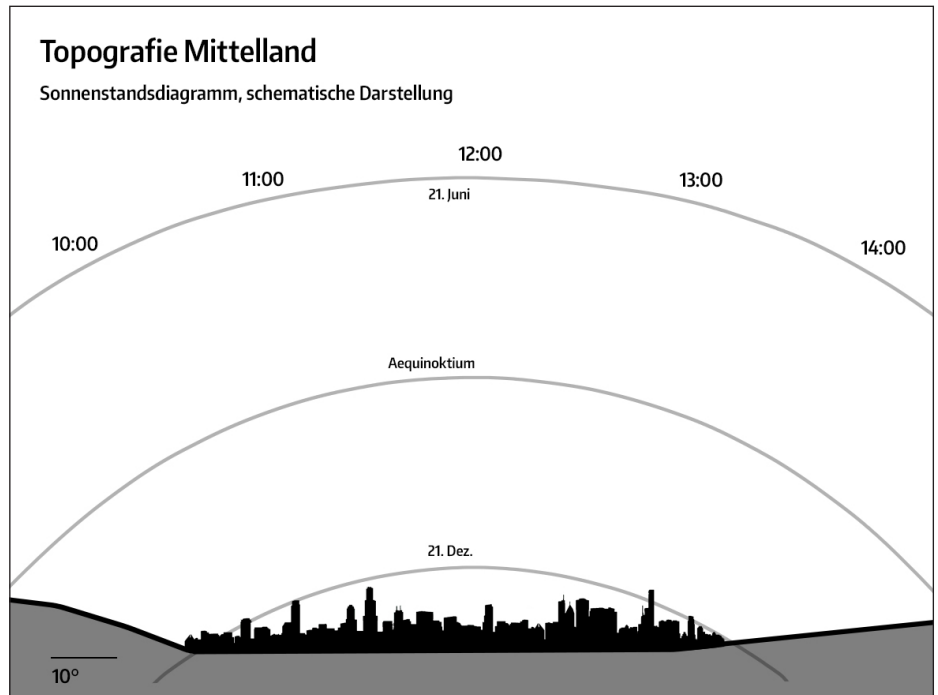 Topografie Mittelland
Sonnenstandsdiagramm, schematische Darstellung
12:00
11:00
13:00
21. Juni
10:00
14:00
Aequinoktium
21. Dez.
10°